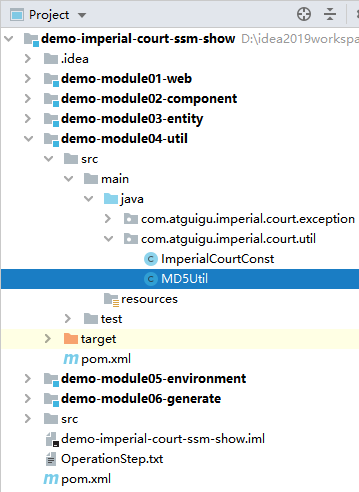 Project
demo-imperial-court-ssm-show D:\idea2019workspa
.idea
demo-module01-web
demo-module02-component
demo-module03-entity
demo-module04-util
src
main
java
com.atguigu.imperial.court.exception
com.atguigu.imperial.court.util
ImperialCourtConst
MD5Util
resources
test
target
pom.xml
demo-module05-environment
demo-module06-generate
src
demo-imperial-court-ssm-show.iml
OperationStep.txt
pom.xml